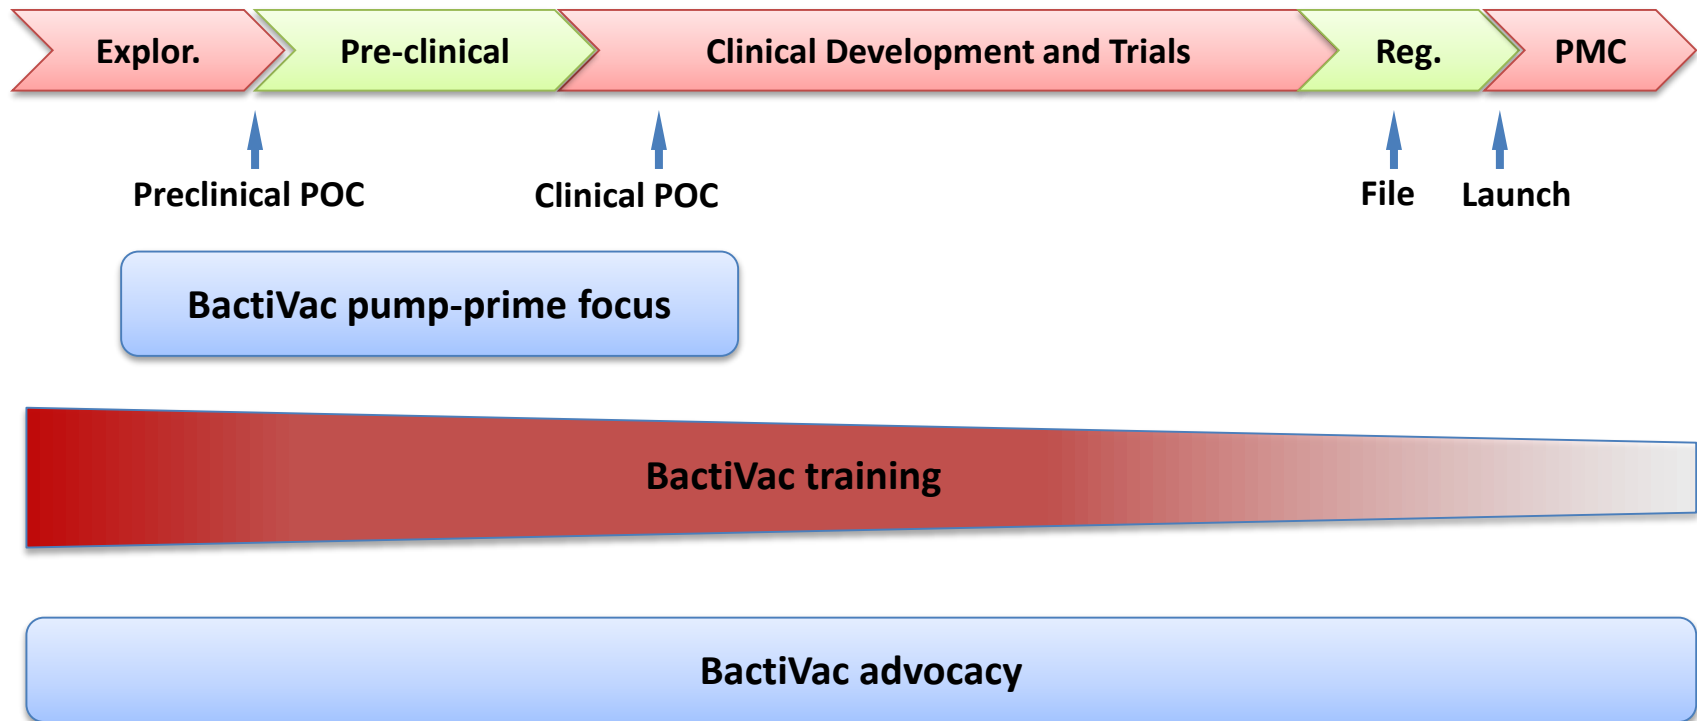 Explor.
Pre-clinical
Clinical Development and Trials
Reg.
PMC
Preclinical POC
Clinical POC
File
Launch
BactiVac pump-prime focus
BactiVac training
BactiVac advocacy